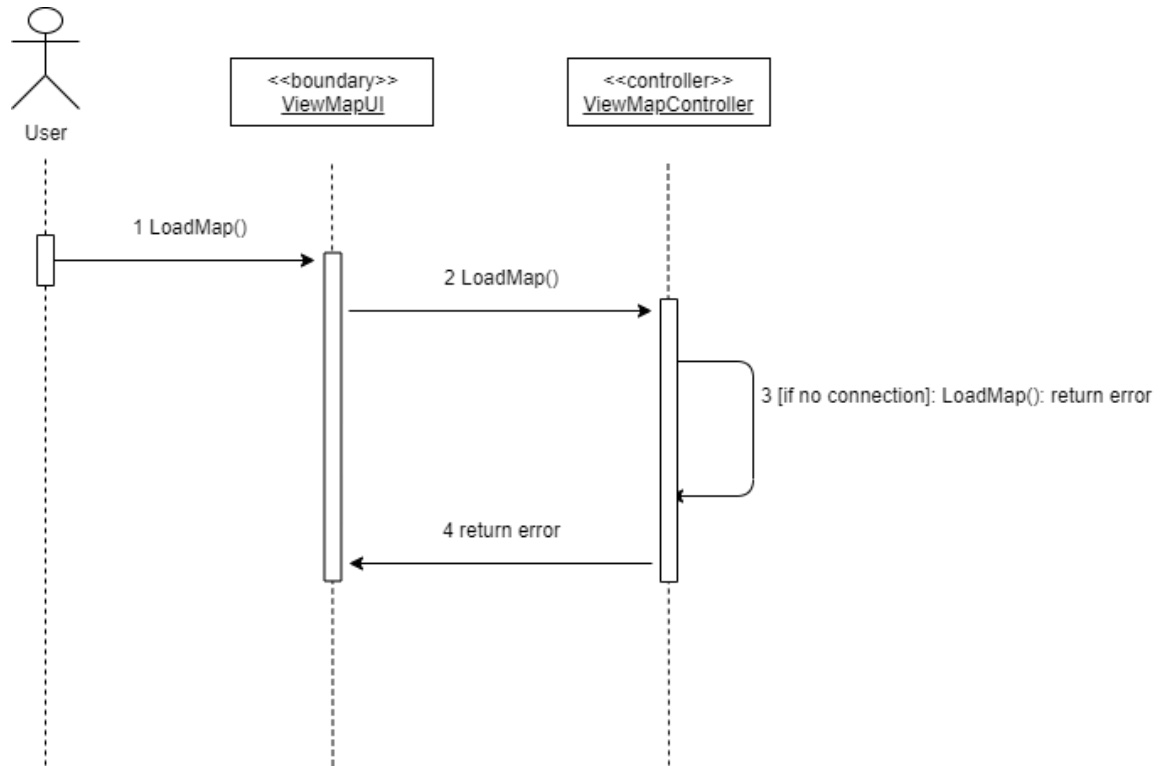 <<boundary>>
ViewMapUI
<<controller>>
ViewMapController
User
1 LoadMap()
2 LoadMap()
3 [if no connection]: LoadMap(): return error
4 return error